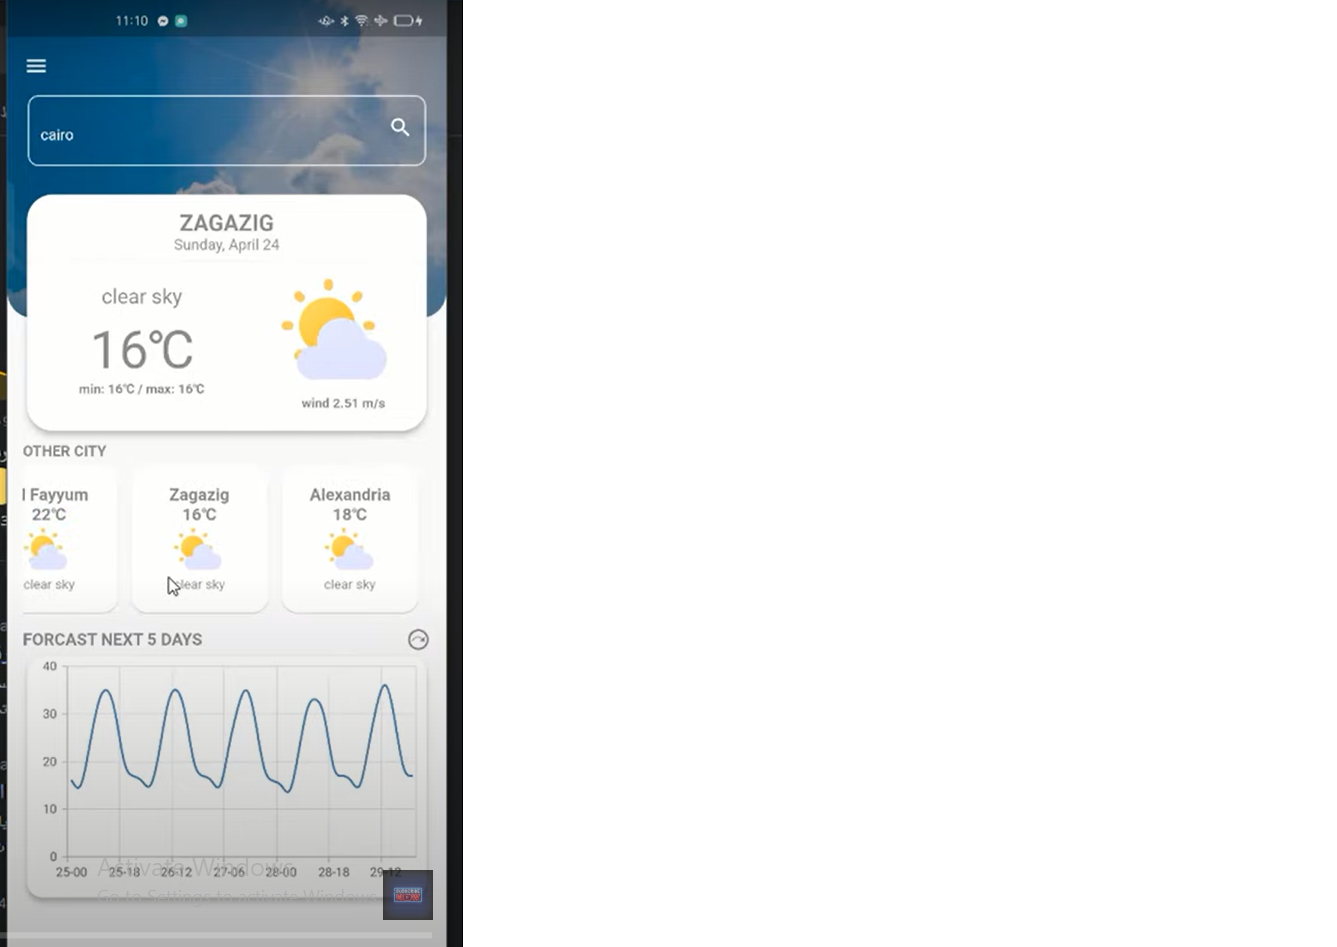 11:10
cairo
ZAGAZIG
Sunday, April 24
clear sky
16°C
min: 16°C / max: 16°C
wind 2.51 m/s
OTHER CITY
l Fayyum
22°C
clear sky
Zagazig
16°C
clear sky
Alexandria
18°C
clear sky
FORCAST NEXT 5 DAYS
40
30
20
10
0
25-00 25-18 26-12 27-06 28-00 28-18 29-12
Activate Windows
Go to Settings to activate Windows.
SUBSCRIBE